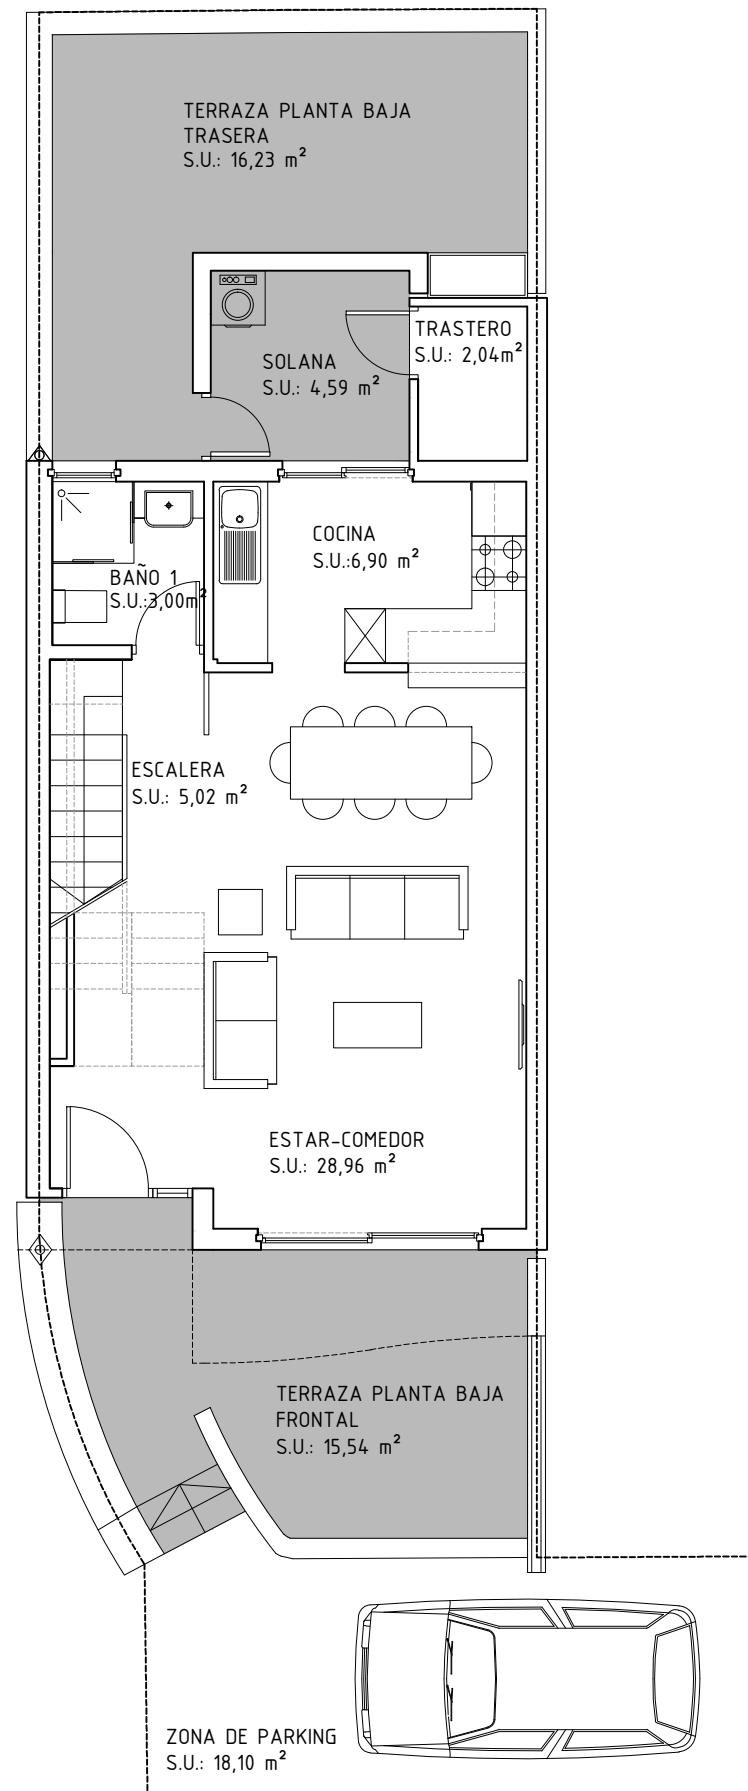 TERRAZA PLANTA BAJA
TRASERA
S.U.: 16,23 m²
TRASTERO
S.U.: 2,04m²
SOLANA
S.U.: 4,59 m²
COCINA
S.U.:6,90 m²
BAÑO 1
S.U.:3,00m²
ESCALERA
S.U.: 5,02 m²
ESTAR-COMEDOR
S.U.: 28,96 m²
TERRAZA PLANTA BAJA
FRONTAL
S.U.: 15,54 m²
ZONA DE PARKING
S.U.: 18,10 m²